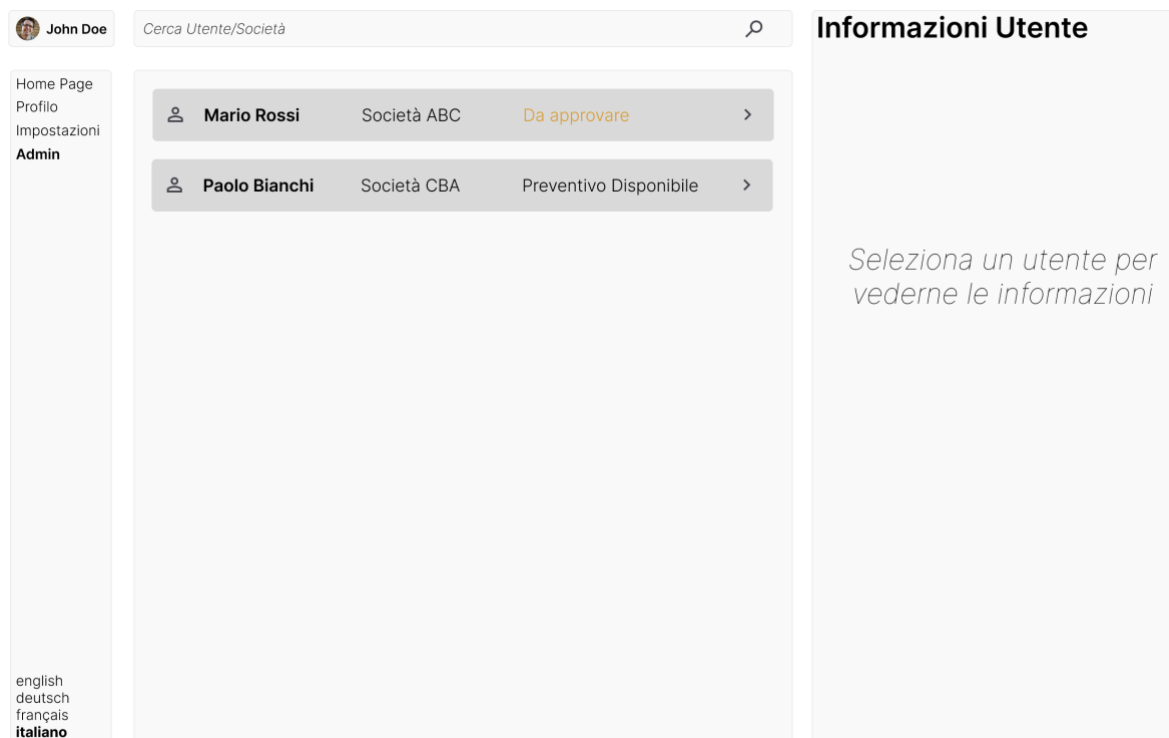 John Doe
Cerca Utente/Società
Informazioni Utente
Home Page
Profilo
Impostazioni
Admin
Mario Rossi Società ABC Da approvare
Paolo Bianchi Società CBA Preventivo Disponibile
Seleziona un utente per
vederne le informazioni
english
deutsch
français
italiano